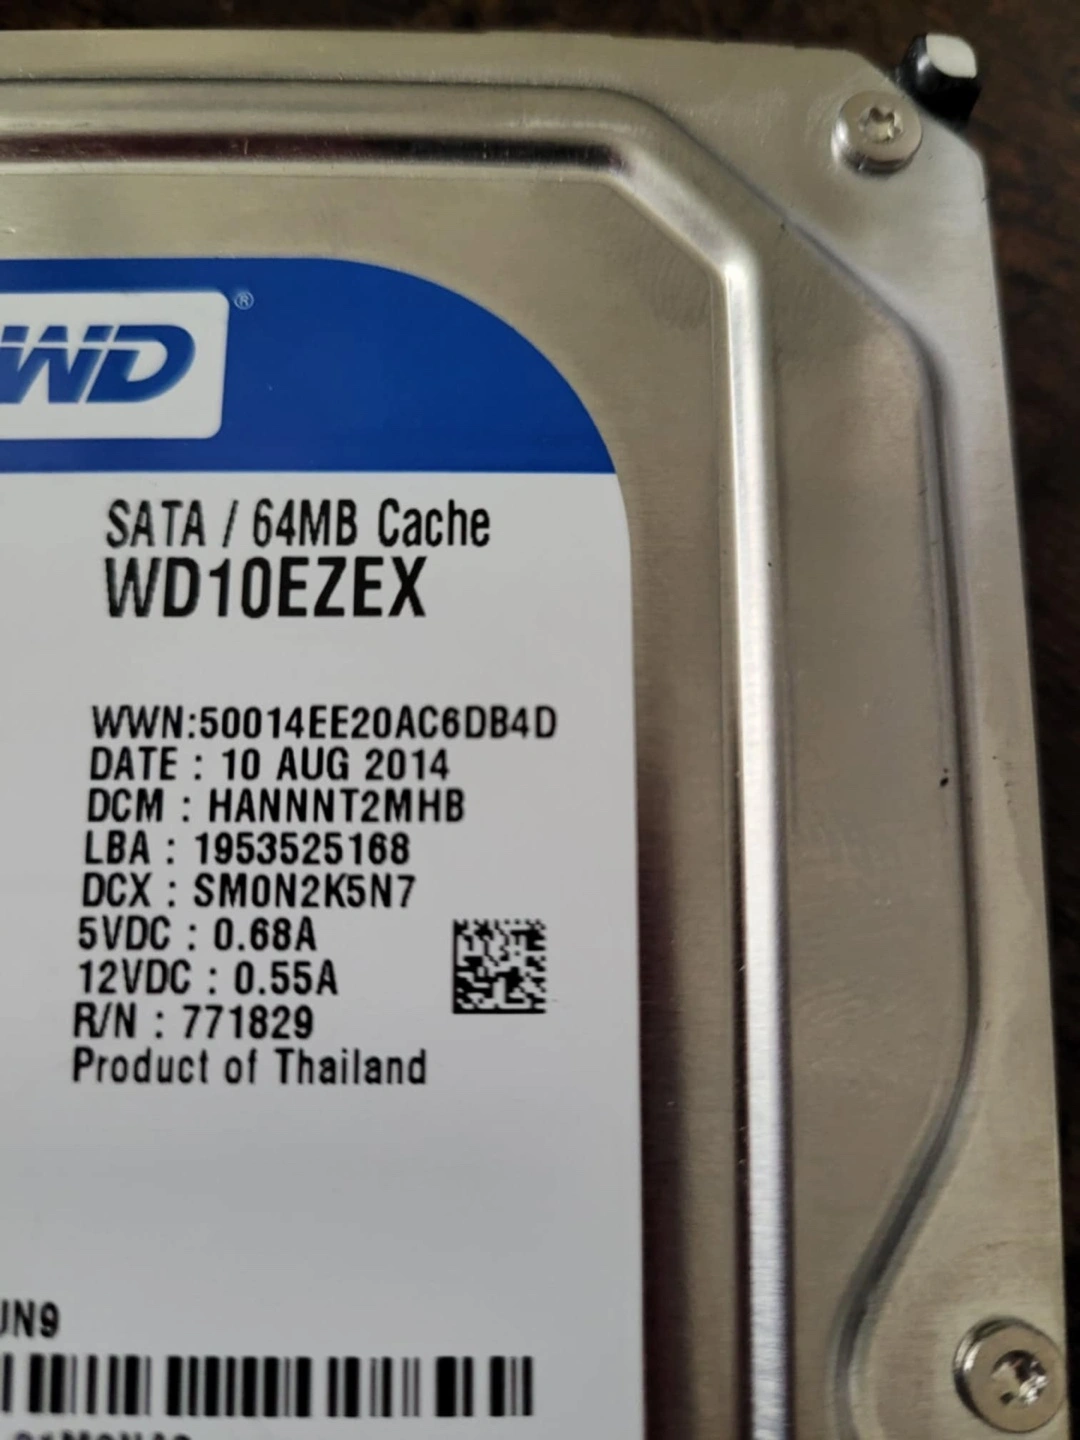 WD®
SATA / 64MB Cache
WD10EZEX
WWN:50014EE20AC6DB4D
DATE : 10 AUG 2014
DCM : HANNNT2MHB
LBA : 1953525168
DCX : SM0N2K5N7
5VDC : 0.68A
12VDC : 0.55A
R/N : 771829
Product of Thailand
UN9